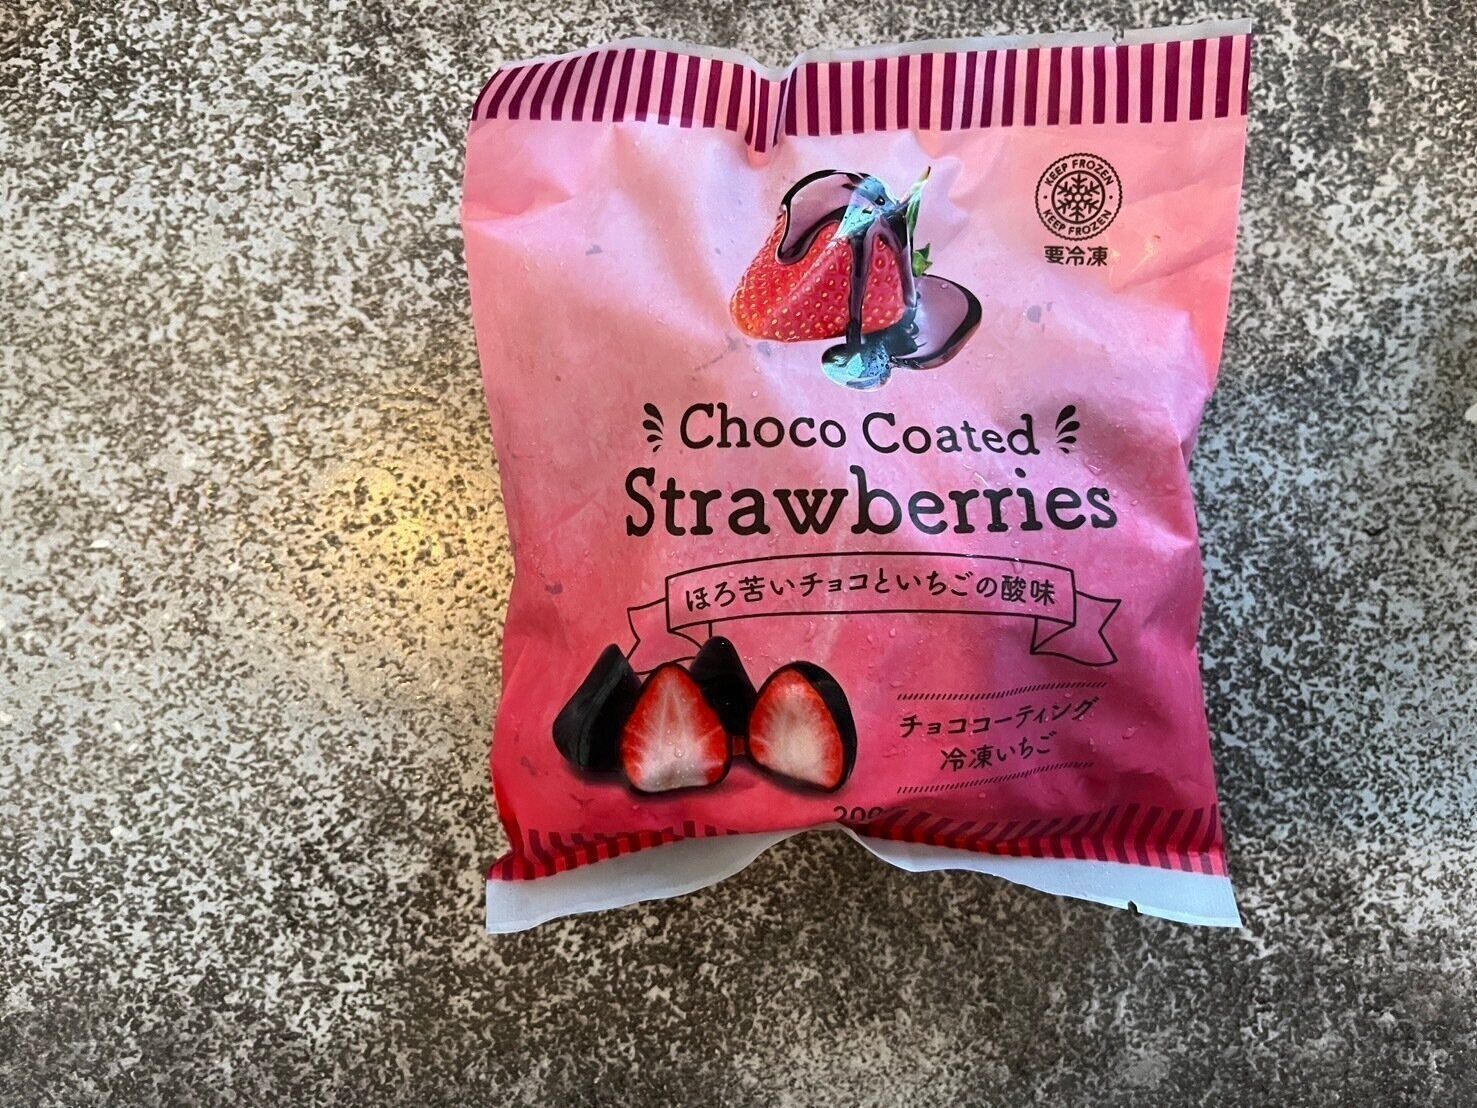 KEEP FROZEN
KEEP FROZEN
要冷凍
Choco Coated
Strawberries
ほろ苦いチョコといちごの酸味
チョココーティング
冷凍いちご